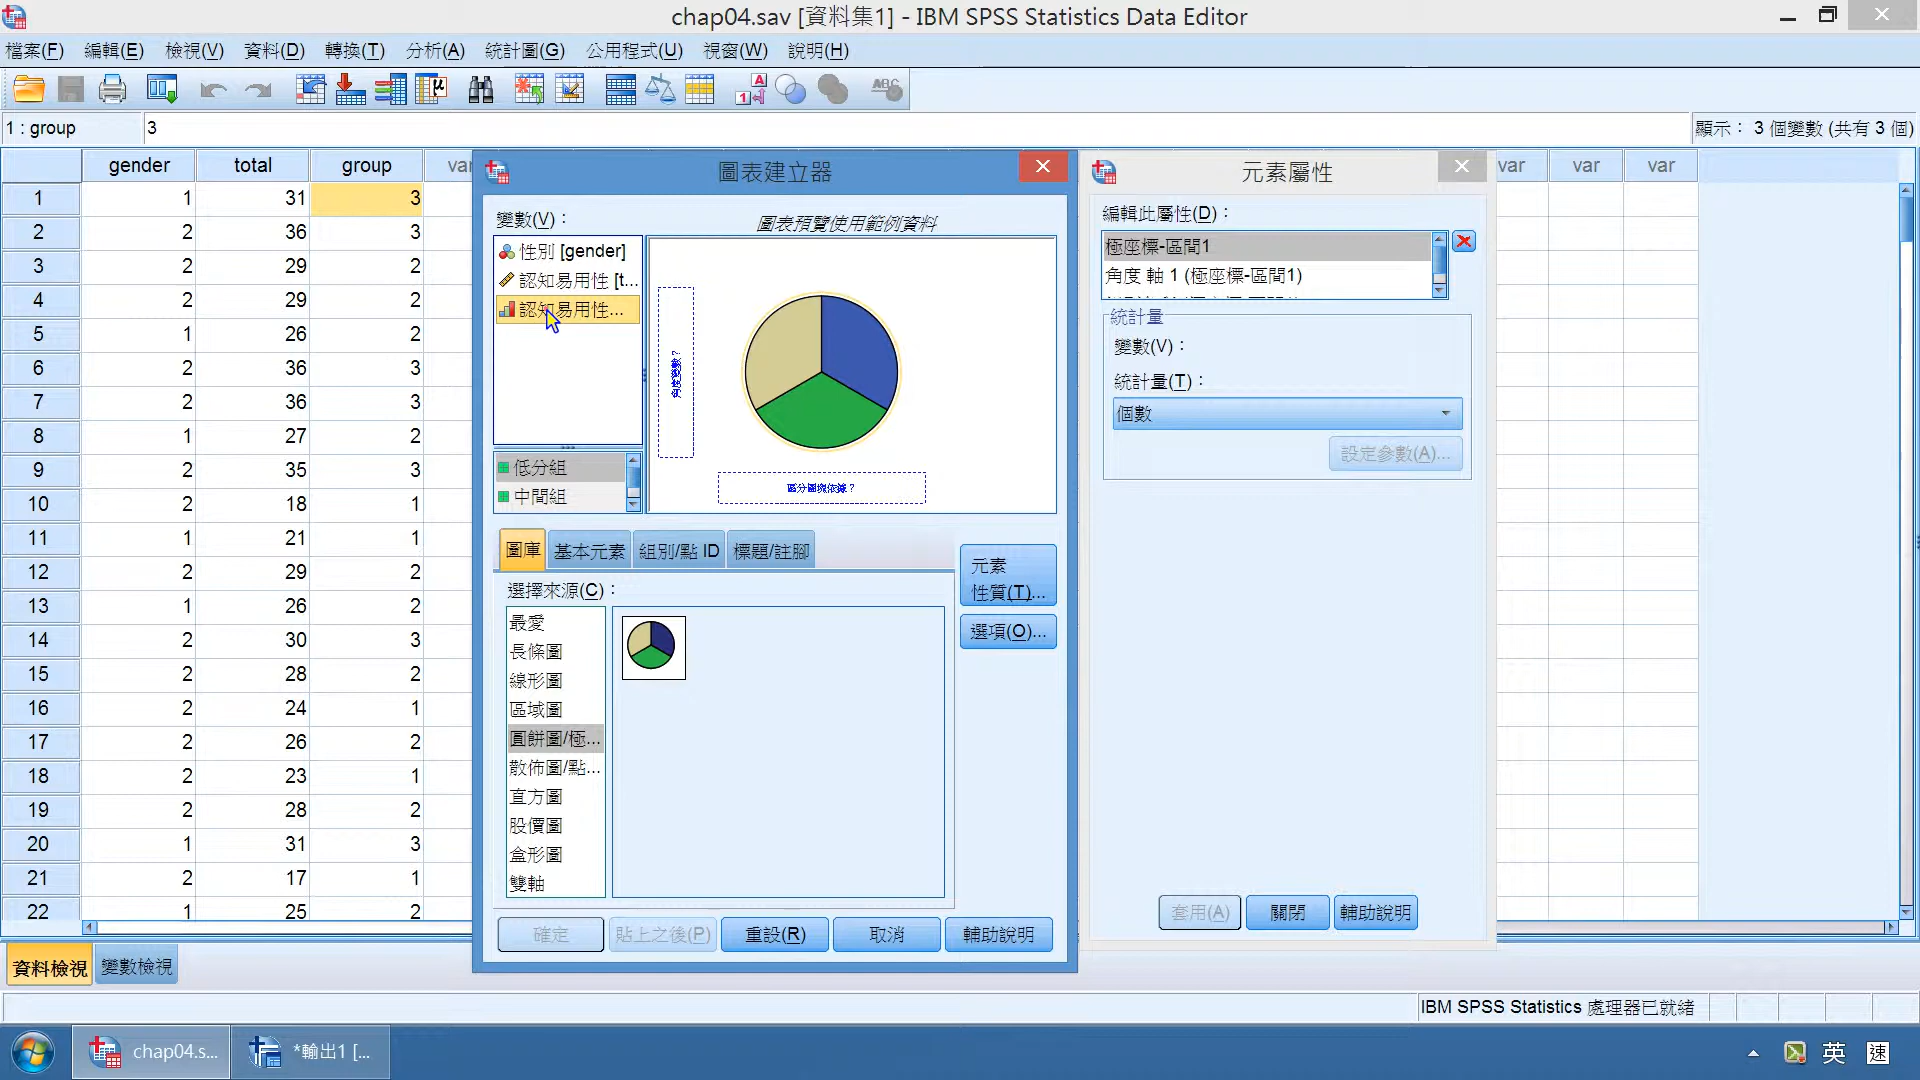 chap04.sav [資料集1] - IBM SPSS Statistics Data Editor
檔案(F) 編輯(E) 檢視(V) 資料(D) 轉換(T) 分析(A) 統計圖(G) 公用程式(U) 視窗(W) 說明(H)
1 : group 3 顯示： 3 個變數 (共有 3 個)
gender total group var var var
1 1 31 3
2 2 36 3
3 2 29 2
4 2 29 2
5 1 26 2
6 2 36 3
7 2 36 3
8 1 27 2
9 2 35 3
10 2 18 1
11 1 21 1
12 2 29 2
13 1 26 2
14 2 30 3
15 2 28 2
16 2 24 1
17 2 26 2
18 2 23 1
19 2 28 2
20 1 31 3
21 2 17 1
22 1 25 2
圖表建立器
變數(V)：
圖表預覽使用範例資料
性別 [gender]
認知易用性 [t...
認知易用性...
低分組
中間組
角度變數？
區分圖塊依據？
圖庫 基本元素 組別/點 ID 標題/註腳
選擇來源(C)：
最愛
長條圖
線形圖
區域圖
圓餅圖/極...
散佈圖/點...
直方圖
股價圖
盒形圖
雙軸
元素
性質(T)...
選項(O)...
確定 貼上之後(P) 重設(R) 取消 輔助說明
元素屬性
編輯此屬性(D)：
極座標-區間1
角度 軸 1 (極座標-區間1)
統計量
變數(V)：
統計量(T)：
個數
設定參數(A)...
套用(A) 關閉 輔助說明
資料檢視 變數檢視
IBM SPSS Statistics 處理器已就緒
chap04.s... *輸出1 [... 英 速